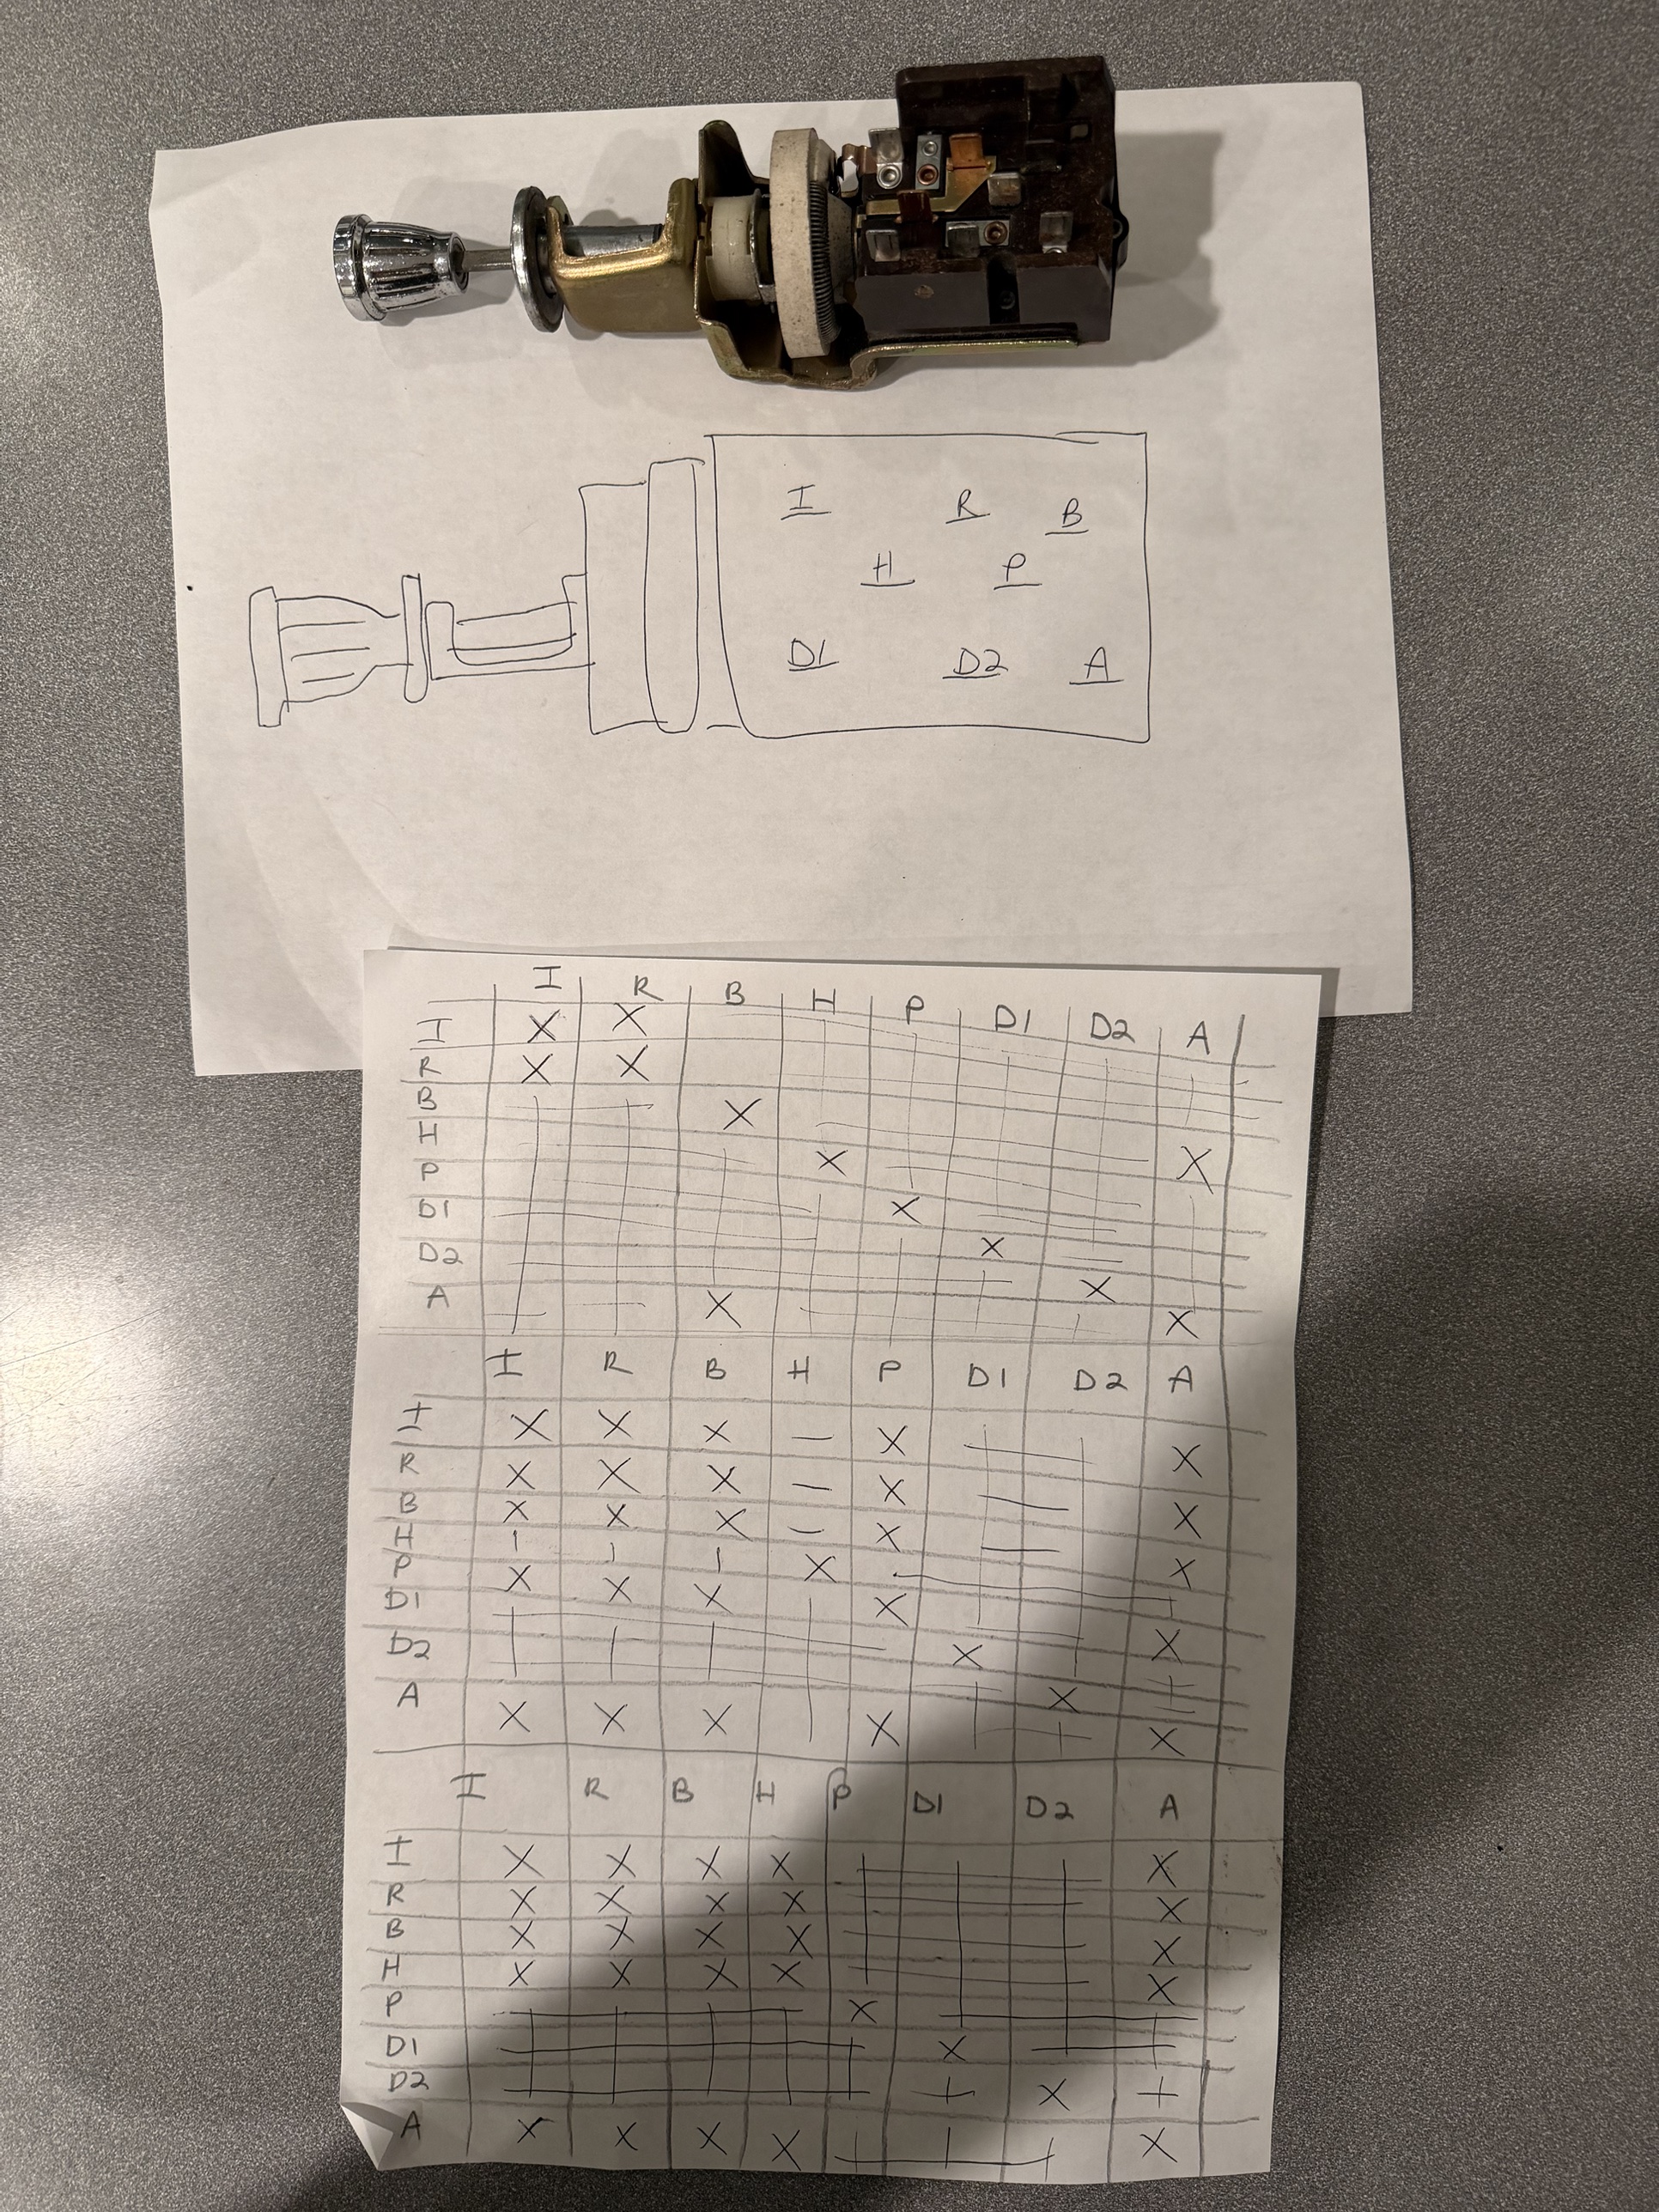 I R B
H P
D1 D2 A
I R B H P D1 D2 A
I X X
R X X
B X
H X X
P X
D1 X
D2 X
A X X
I R B H P D1 D2 A
I X X X — X X
R X X X — X X
B X X X — X X
H | | | X
P X X X X X
D1 X
D2 X
A X X X X X
I R B H P D1 D2 A
I X X X X X
R X X X X X
B X X X X X
H X X X X X
P X
D1 X
D2 X
A X X X X X